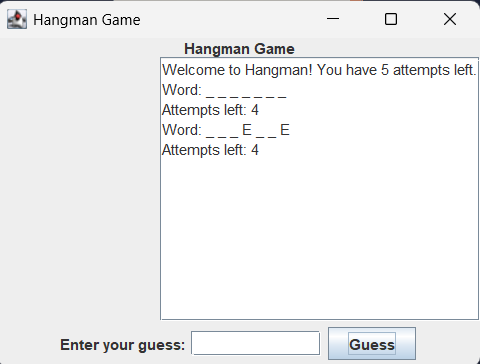 Hangman Game
Hangman Game
Welcome to Hangman! You have 5 attempts left.
Word: _ _ _ _ _ _ _
Attempts left: 4
Word: _ _ _ E _ _ E
Attempts left: 4
Enter your guess:
Guess